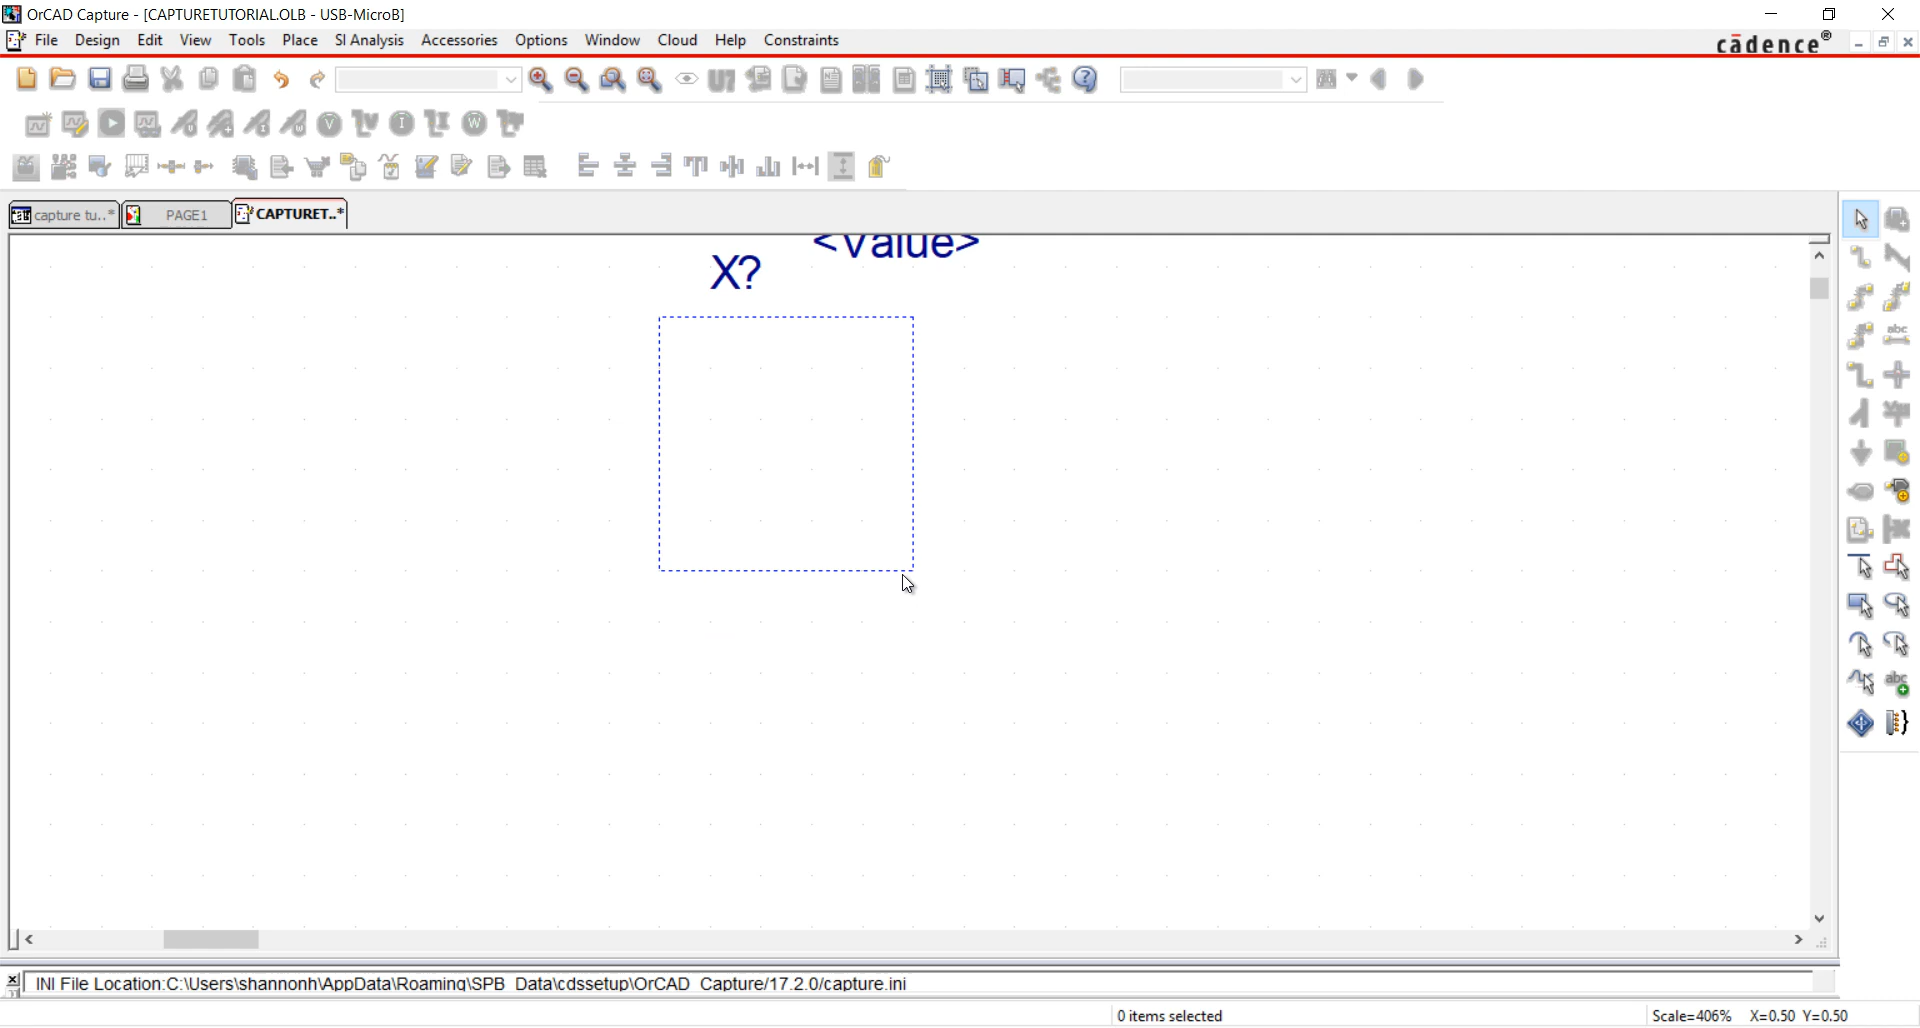 OrCAD Capture - [CAPTURETUTORIAL.OLB - USB-MicroB]
File Design Edit View Tools Place SI Analysis Accessories Options Window Cloud Help Constraints
cādence®
U?
V V I I W W
capture tu..* PAGE1 CAPTURET..*
<Value>
X?
abc
abc
INI File Location:C:\Users\shannonh\AppData\Roaming\SPB_Data\cdssetup\OrCAD_Capture/17.2.0/capture.ini
0 items selected Scale=406% X=0.50 Y=0.50